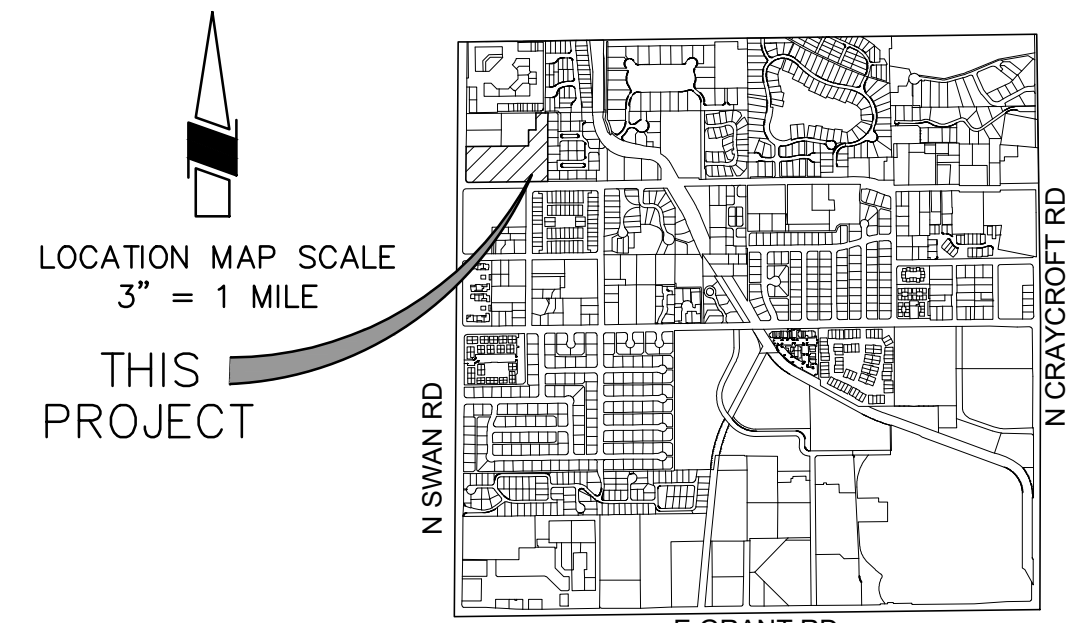 LOCATION MAP SCALE
3" = 1 MILE
THIS
PROJECT
N SWAN RD
N CRAYCROFT RD
E GRANT RD